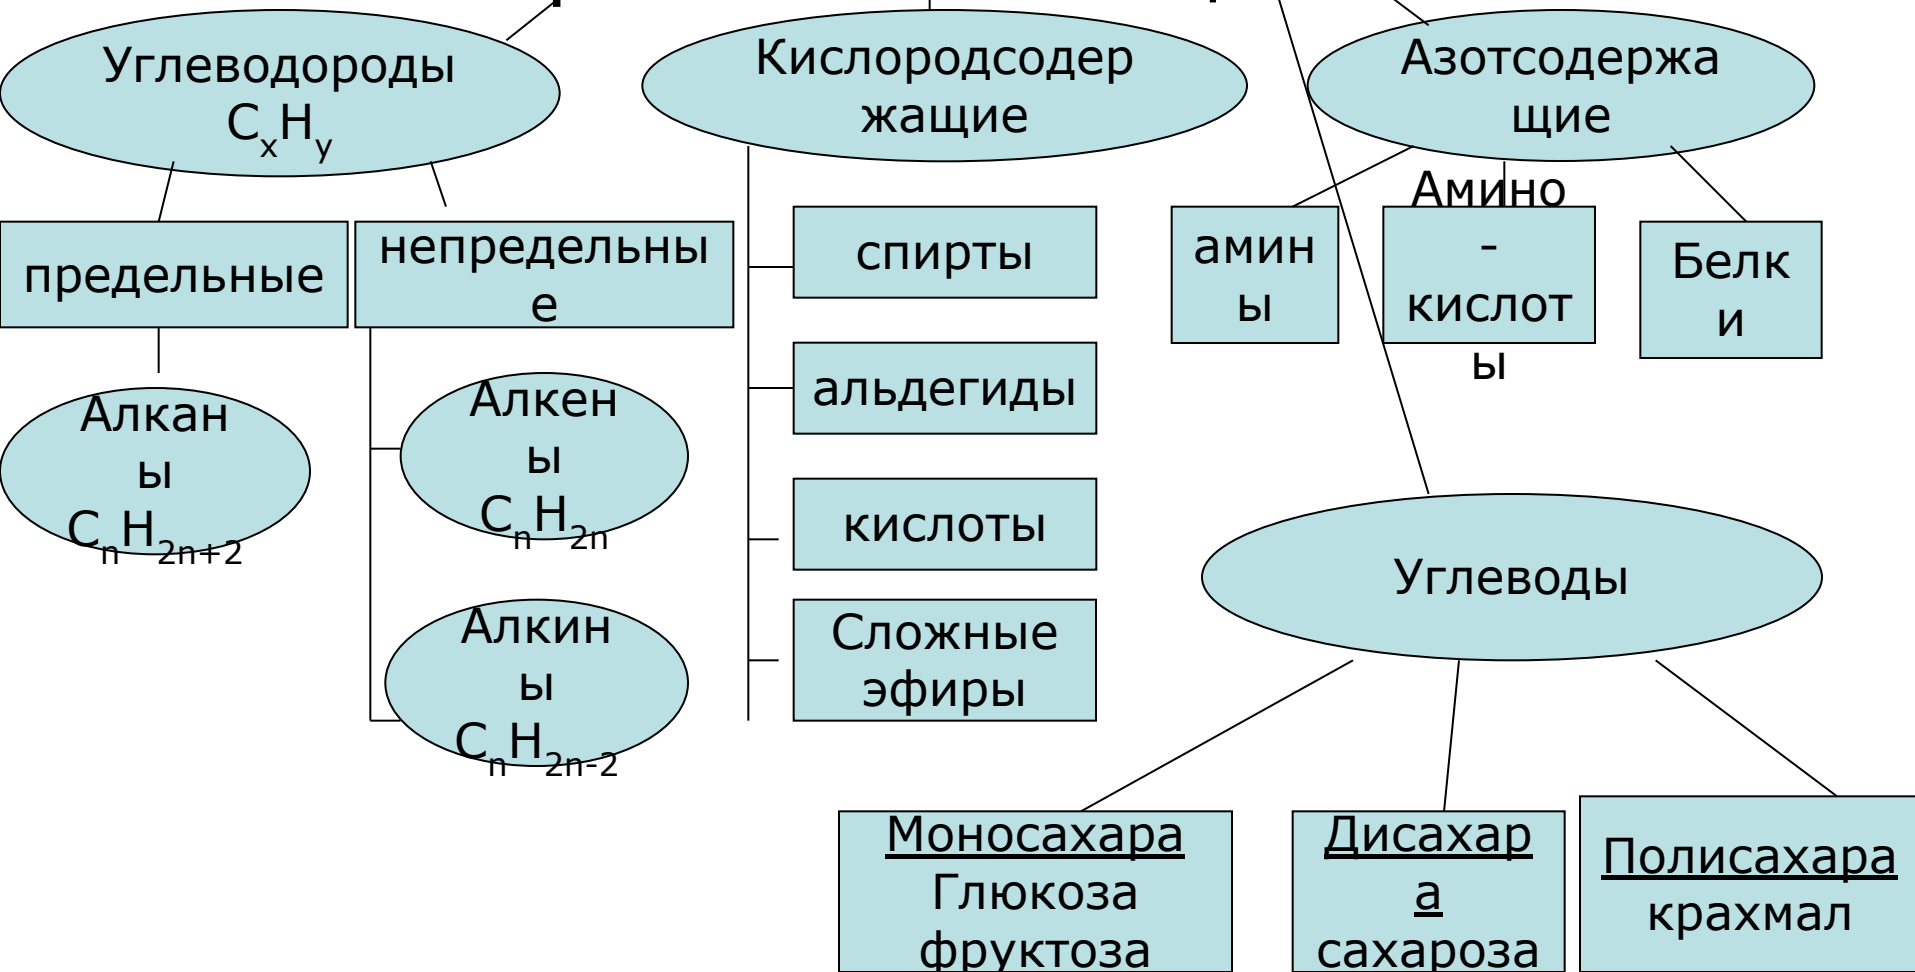 Углеводороды
CxHy
Кислородсодер
жащие
Азотсодержа
щие
предельные
непредельны
е
спирты
амин
ы
Амино
-
кислот
ы
Белк
и
Алкан
ы
CnH2n+2
Алкен
ы
CnH2n
альдегиды
кислоты
Углеводы
Алкин
ы
CnH2n-2
Сложные
эфиры
Моносахара
Глюкоза
фруктоза
Дисахар
а
сахароза
Полисахара
крахмал